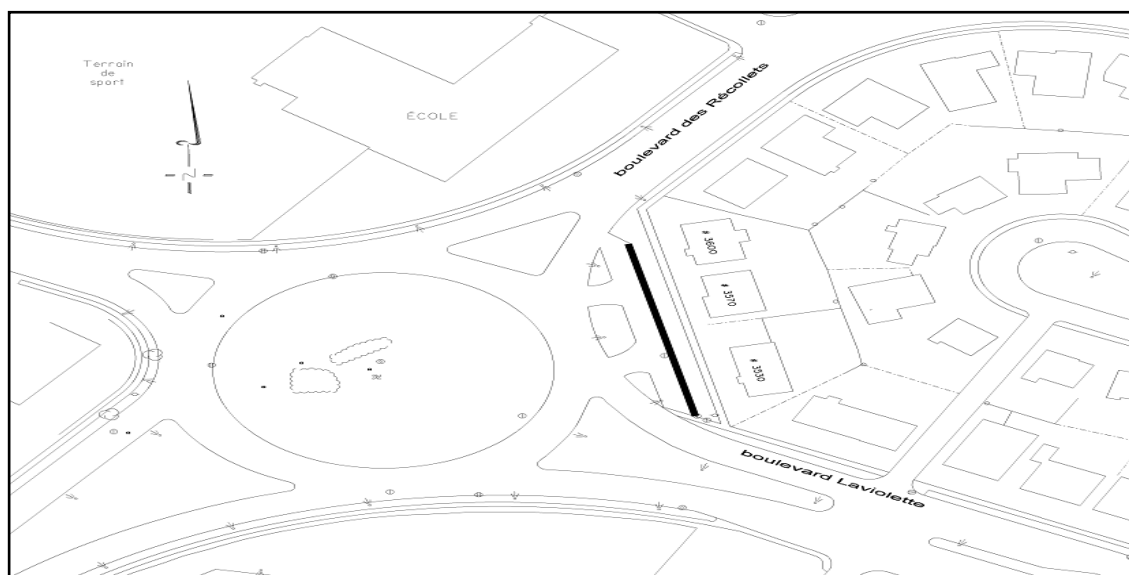 Terrain
de
sport
ÉCOLE
boulevard des Récollets
# 3600
# 3570
# 3530
boulevard Laviolette
N